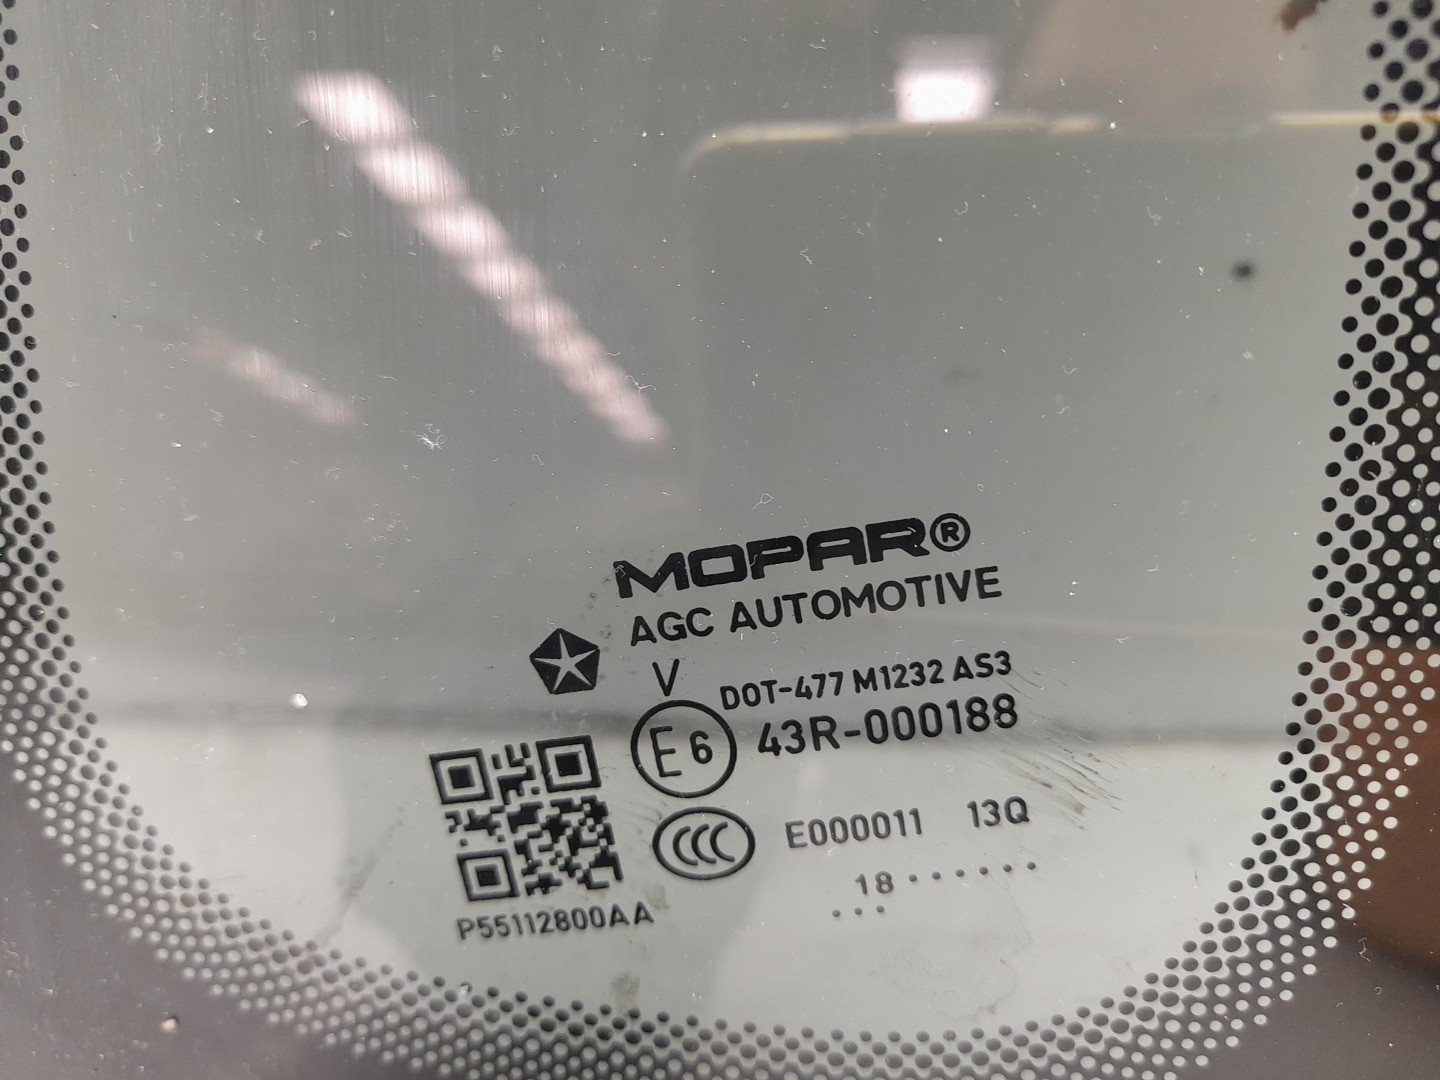 MOPAR®
AGC AUTOMOTIVE
V
DOT-477 M1232 AS3
E6 43R-000188
CCC E000011 13Q
18 . . . . . .
. . .
P55112800AA